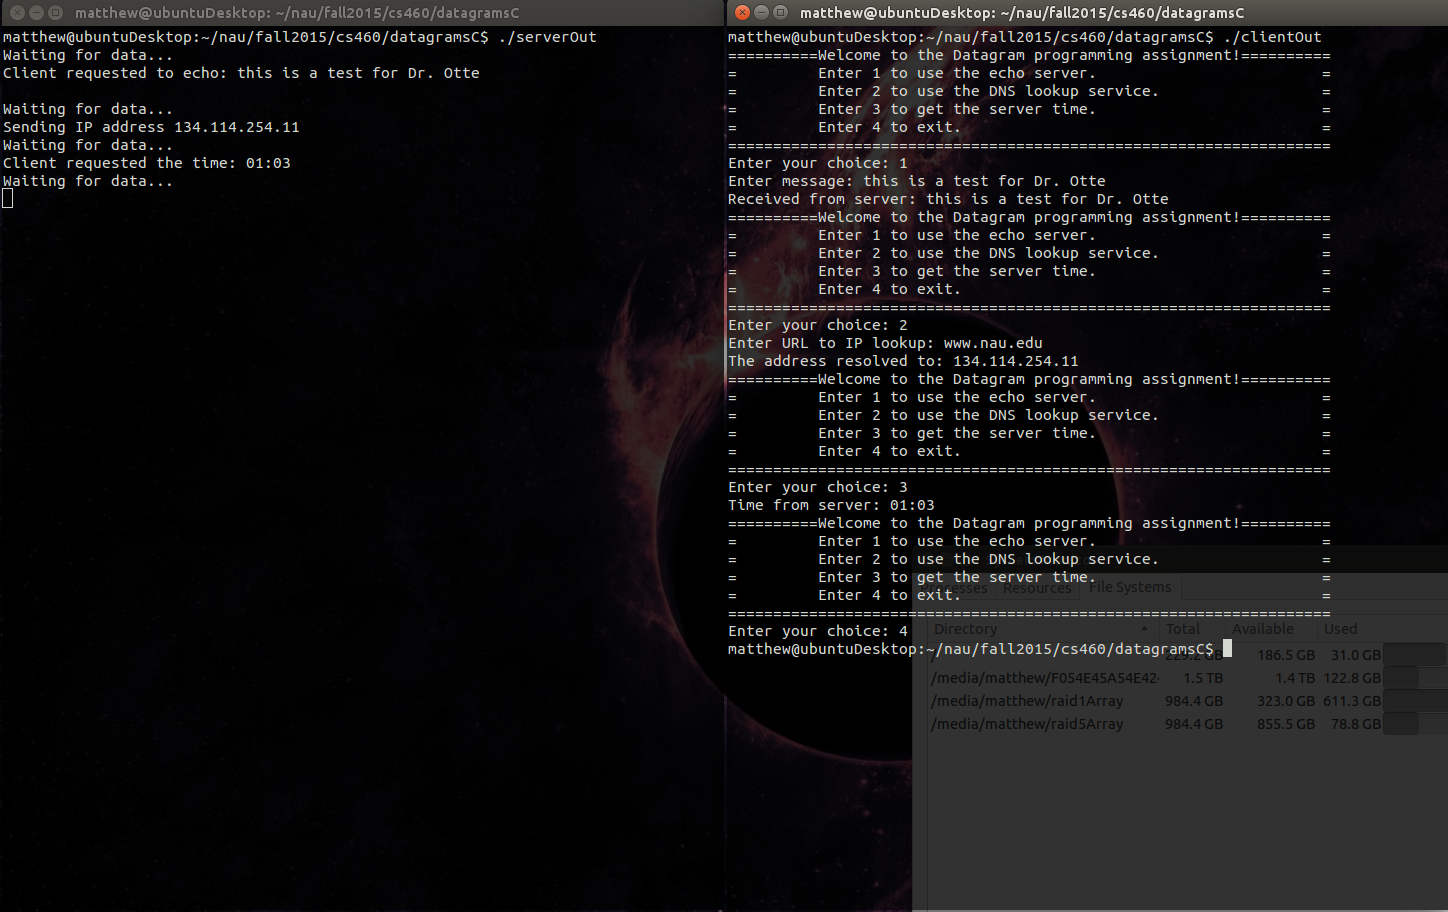 matthew@ubuntuDesktop: ~/nau/fall2015/cs460/datagramsC
matthew@ubuntuDesktop:~/nau/fall2015/cs460/datagramsC$ ./serverOut
Waiting for data...
Client requested to echo: this is a test for Dr. Otte
Waiting for data...
Sending IP address 134.114.254.11
Waiting for data...
Client requested the time: 01:03
Waiting for data...
matthew@ubuntuDesktop: ~/nau/fall2015/cs460/datagramsC
matthew@ubuntuDesktop:~/nau/fall2015/cs460/datagramsC$ ./clientOut
==========Welcome to the Datagram programming assignment!==========
=         Enter 1 to use the echo server.                         =
=         Enter 2 to use the DNS lookup service.                  =
=         Enter 3 to get the server time.                         =
=         Enter 4 to exit.                                        =
===================================================================
Enter your choice: 1
Enter message: this is a test for Dr. Otte
Received from server: this is a test for Dr. Otte
==========Welcome to the Datagram programming assignment!==========
=         Enter 1 to use the echo server.                         =
=         Enter 2 to use the DNS lookup service.                  =
=         Enter 3 to get the server time.                         =
=         Enter 4 to exit.                                        =
===================================================================
Enter your choice: 2
Enter URL to IP lookup: www.nau.edu
The address resolved to: 134.114.254.11
==========Welcome to the Datagram programming assignment!==========
=         Enter 1 to use the echo server.                         =
=         Enter 2 to use the DNS lookup service.                  =
=         Enter 3 to get the server time.                         =
=         Enter 4 to exit.                                        =
===================================================================
Enter your choice: 3
Time from server: 01:03
==========Welcome to the Datagram programming assignment!==========
=         Enter 1 to use the echo server.                         =
=         Enter 2 to use the DNS lookup service.                  =
=         Enter 3 to get the server time.                         =
=         Enter 4 to exit.                                        =
===================================================================
Enter your choice: 4
matthew@ubuntuDesktop:~/nau/fall2015/cs460/datagramsC$
Processes Resources File Systems
Directory Total Available Used
/ 229.2 GB 186.5 GB 31.0 GB
/media/matthew/F054E45A54E42 1.5 TB 1.4 TB 122.8 GB
/media/matthew/raid1Array 984.4 GB 323.0 GB 611.3 GB
/media/matthew/raid5Array 984.4 GB 855.5 GB 78.8 GB